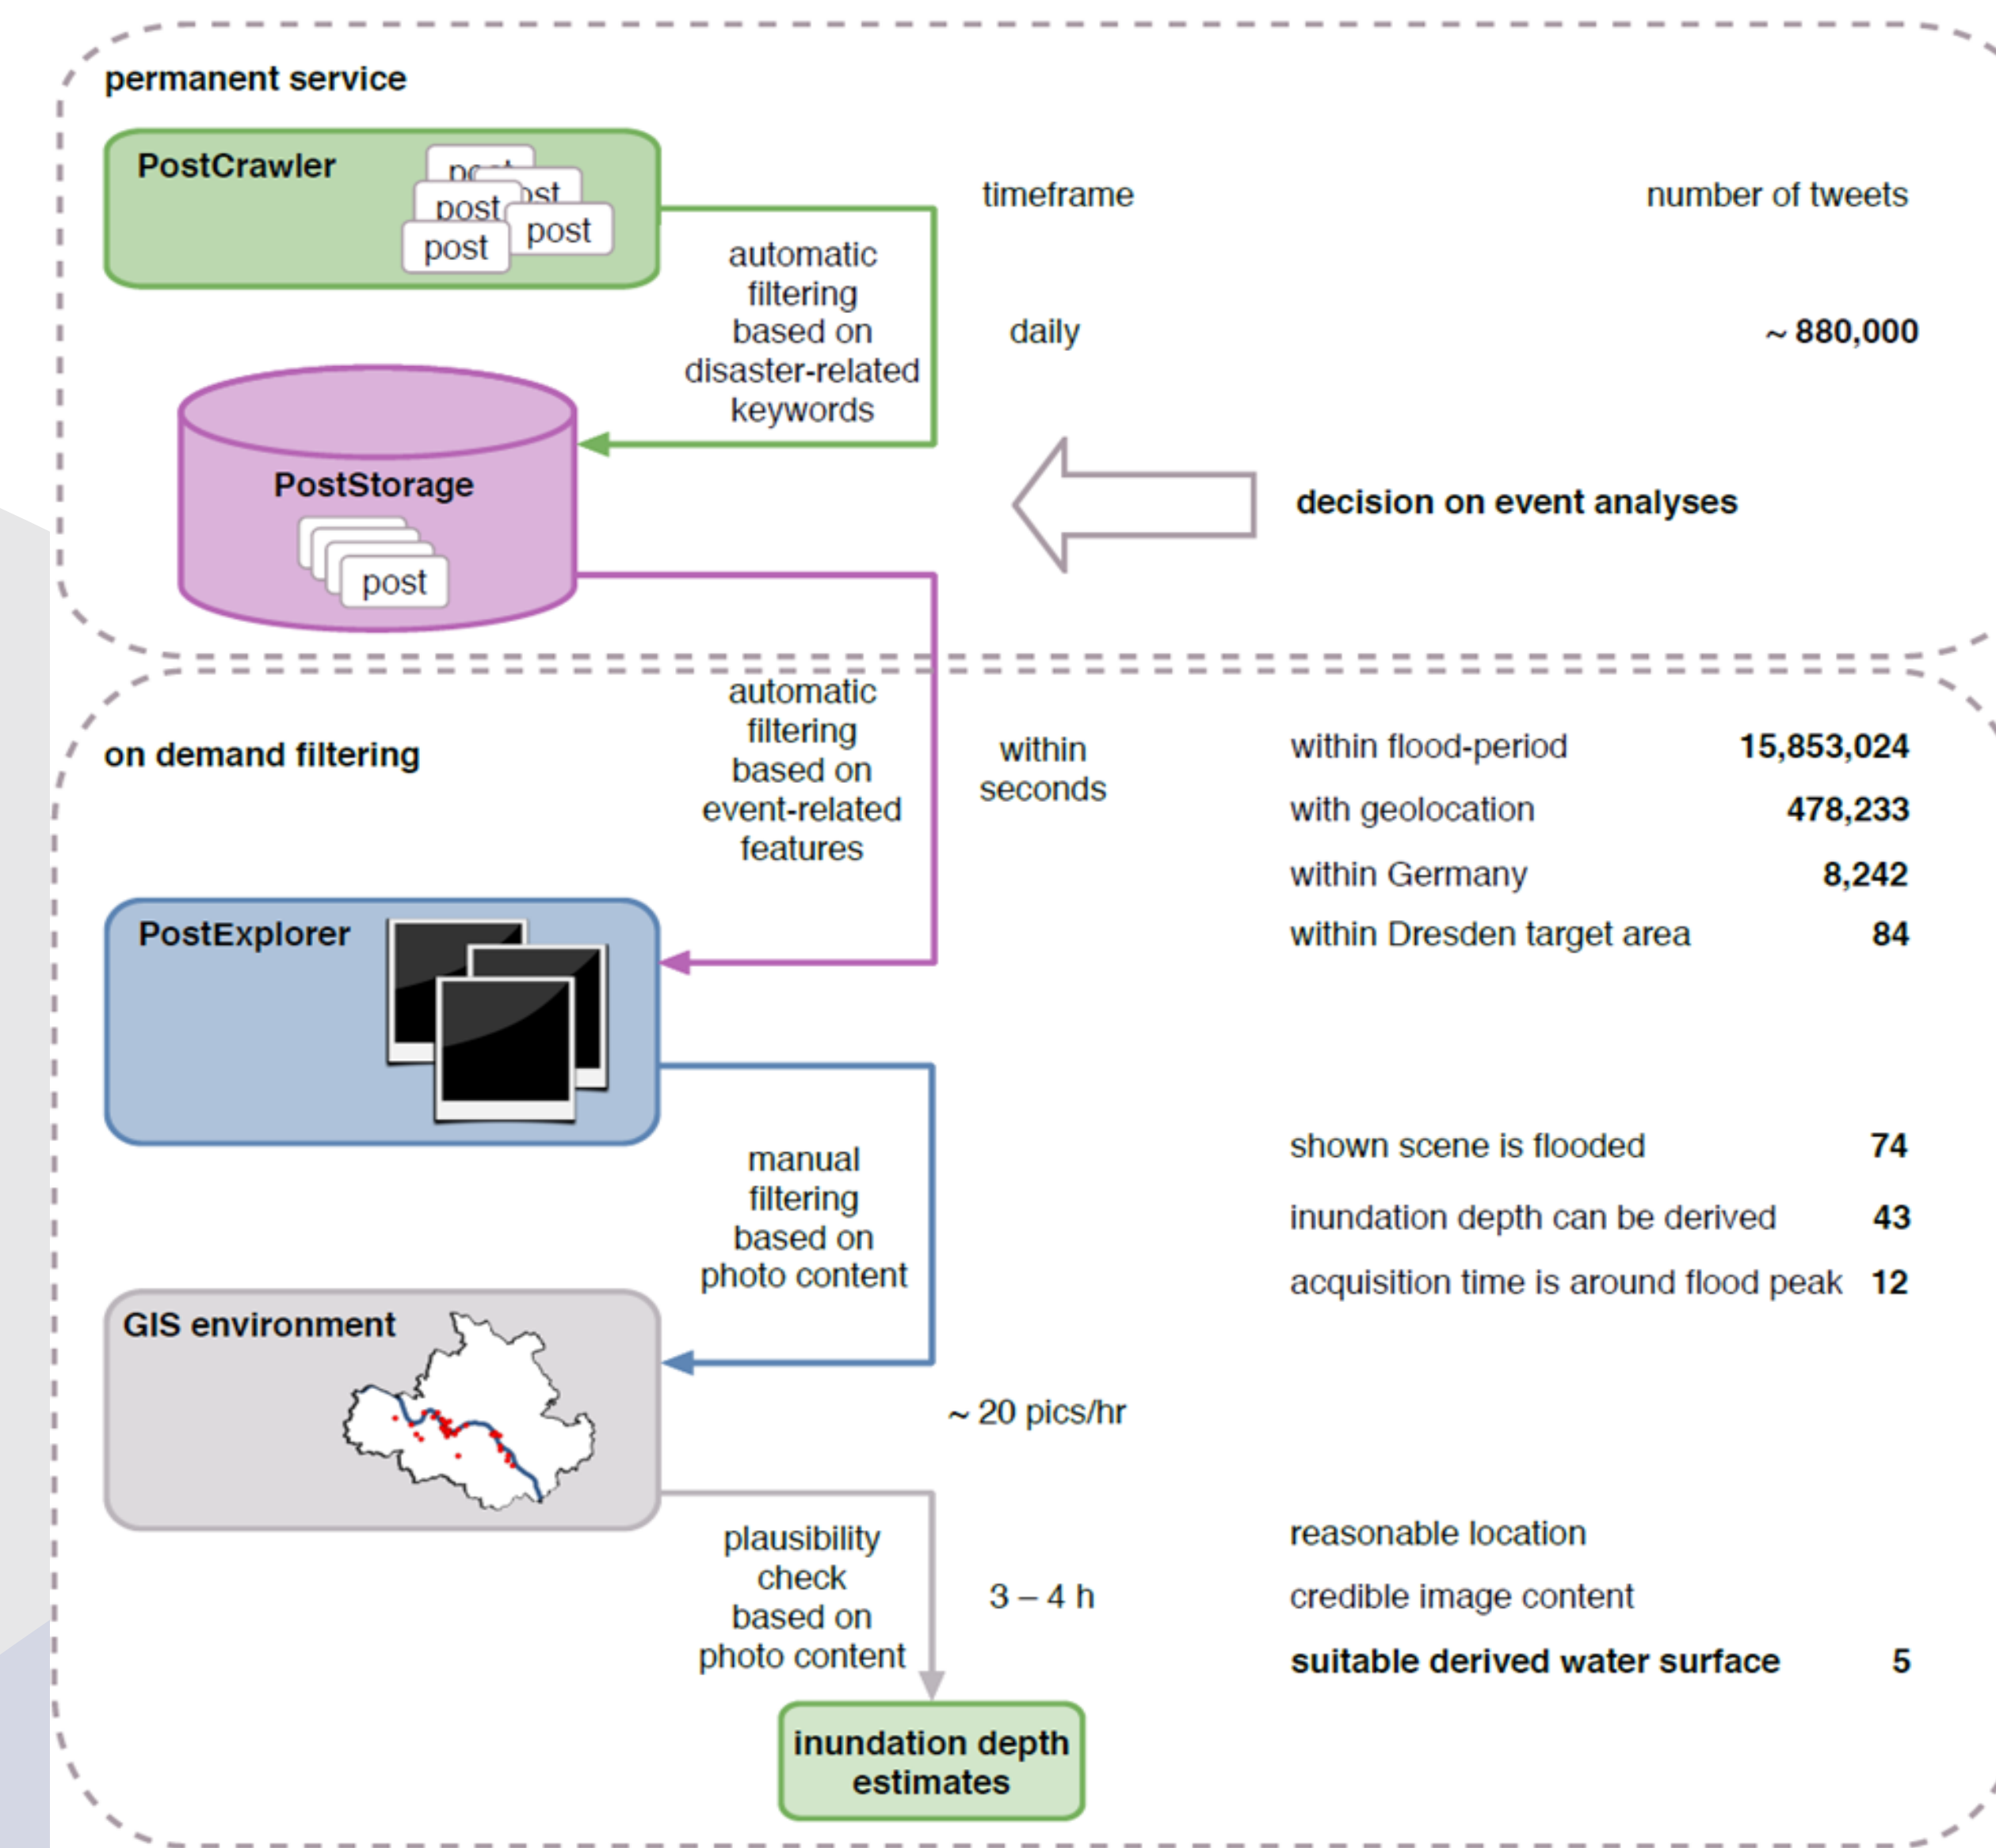 permanent service
PostCrawler
post
post
post
post
timeframe
number of tweets
automatic
filtering
based on
disaster-related
keywords
daily
~ 880,000
PostStorage
post
decision on event analyses
on demand filtering
automatic
filtering
based on
event-related
features
within
seconds
within flood-period 15,853,024
with geolocation 478,233
within Germany 8,242
within Dresden target area 84
PostExplorer
manual
filtering
based on
photo content
shown scene is flooded 74
inundation depth can be derived 43
acquisition time is around flood peak 12
GIS environment
~ 20 pics/hr
plausibility
check
based on
photo content
3 – 4 h
reasonable location
credible image content
suitable derived water surface 5
inundation depth
estimates